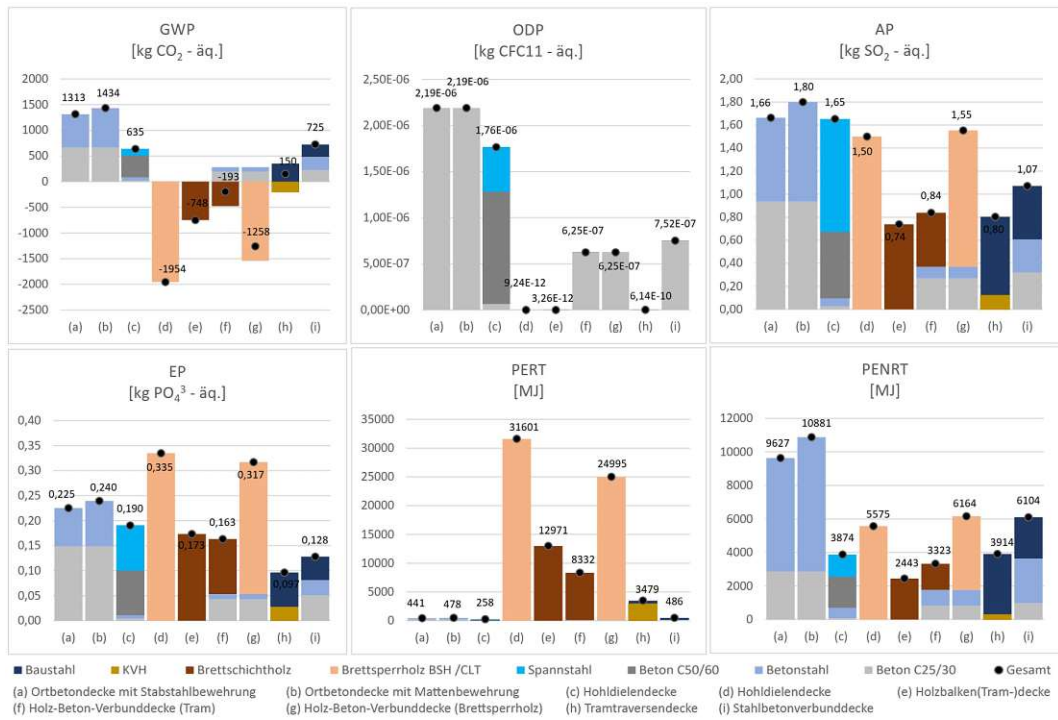 GWP
[kg CO₂ - äq.]
2000
1500
1000
500
0
-500
-1000
-1500
-2000
-2500
1313
1434
635
-1954
-748
-193
-1258
150
725
(a) (b) (c) (d) (e) (f) (g) (h) (i)
ODP
[kg CFC11 - äq.]
2,50E-06
2,00E-06
1,50E-06
1,00E-06
5,00E-07
0,00E+00
2,19E-06
2,19E-06
1,76E-06
9,24E-12
3,26E-12
6,25E-07
6,25E-07
6,14E-10
7,52E-07
(a) (b) (c) (d) (e) (f) (g) (h) (i)
AP
[kg SO₂ - äq.]
2,00
1,80
1,60
1,40
1,20
1,00
0,80
0,60
0,40
0,20
0,00
1,66
1,80
1,65
1,50
0,74
0,84
1,55
0,80
1,07
(a) (b) (c) (d) (e) (f) (g) (h) (i)
EP
[kg PO₄³ - äq.]
0,40
0,35
0,30
0,25
0,20
0,15
0,10
0,05
0,00
0,225
0,240
0,190
0,335
0,173
0,163
0,317
0,097
0,128
(a) (b) (c) (d) (e) (f) (g) (h) (i)
PERT
[MJ]
35000
30000
25000
20000
15000
10000
5000
0
441
478
258
31601
12971
8332
24995
3479
486
(a) (b) (c) (d) (e) (f) (g) (h) (i)
PENRT
[MJ]
12000
10000
8000
6000
4000
2000
0
9627
10881
3874
5575
2443
3323
6164
3914
6104
(a) (b) (c) (d) (e) (f) (g) (h) (i)
Baustahl KVH Brettschichtholz Brettsperrholz BSH /CLT Spannstahl Beton C50/60 Betonstahl Beton C25/30 Gesamt
(a) Ortbetondecke mit Stabstahlbewehrung (b) Ortbetondecke mit Mattenbewehrung (c) Hohldielendecke (d) Hohldielendecke (e) Holzbalken(Tram-)decke
(f) Holz-Beton-Verbunddecke (Tram) (g) Holz-Beton-Verbunddecke (Brettsperrholz) (h) Tramtraversendecke (i) Stahlbetonverbunddecke